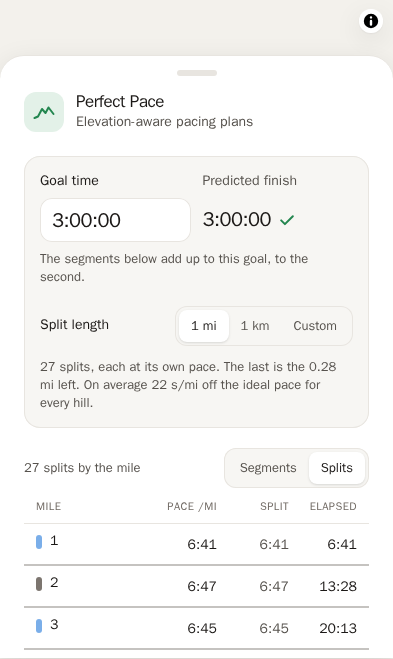 Perfect Pace
Elevation-aware pacing plans
Goal time
Predicted finish
3:00:00
3:00:00
The segments below add up to this goal, to the
second.
Split length
1 mi
1 km
Custom
27 splits, each at its own pace. The last is the 0.28
mi left. On average 22 s/mi off the ideal pace for
every hill.
27 splits by the mile
Segments
Splits
MILE PACE /MI SPLIT ELAPSED
1 6:41 6:41 6:41
2 6:47 6:47 13:28
3 6:45 6:45 20:13